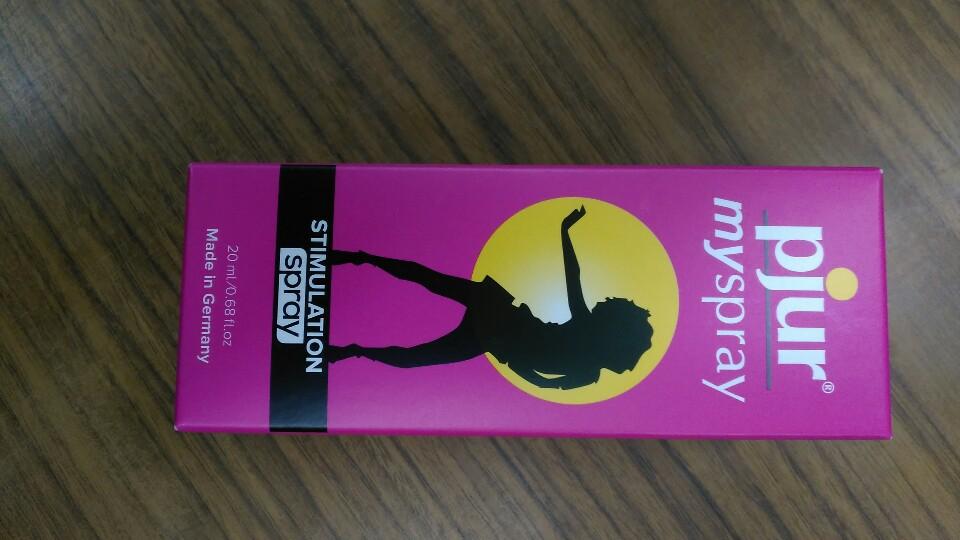 pjur®
myspray
STIMULATION
spray
20 ml/0.68 fl.oz
Made in Germany